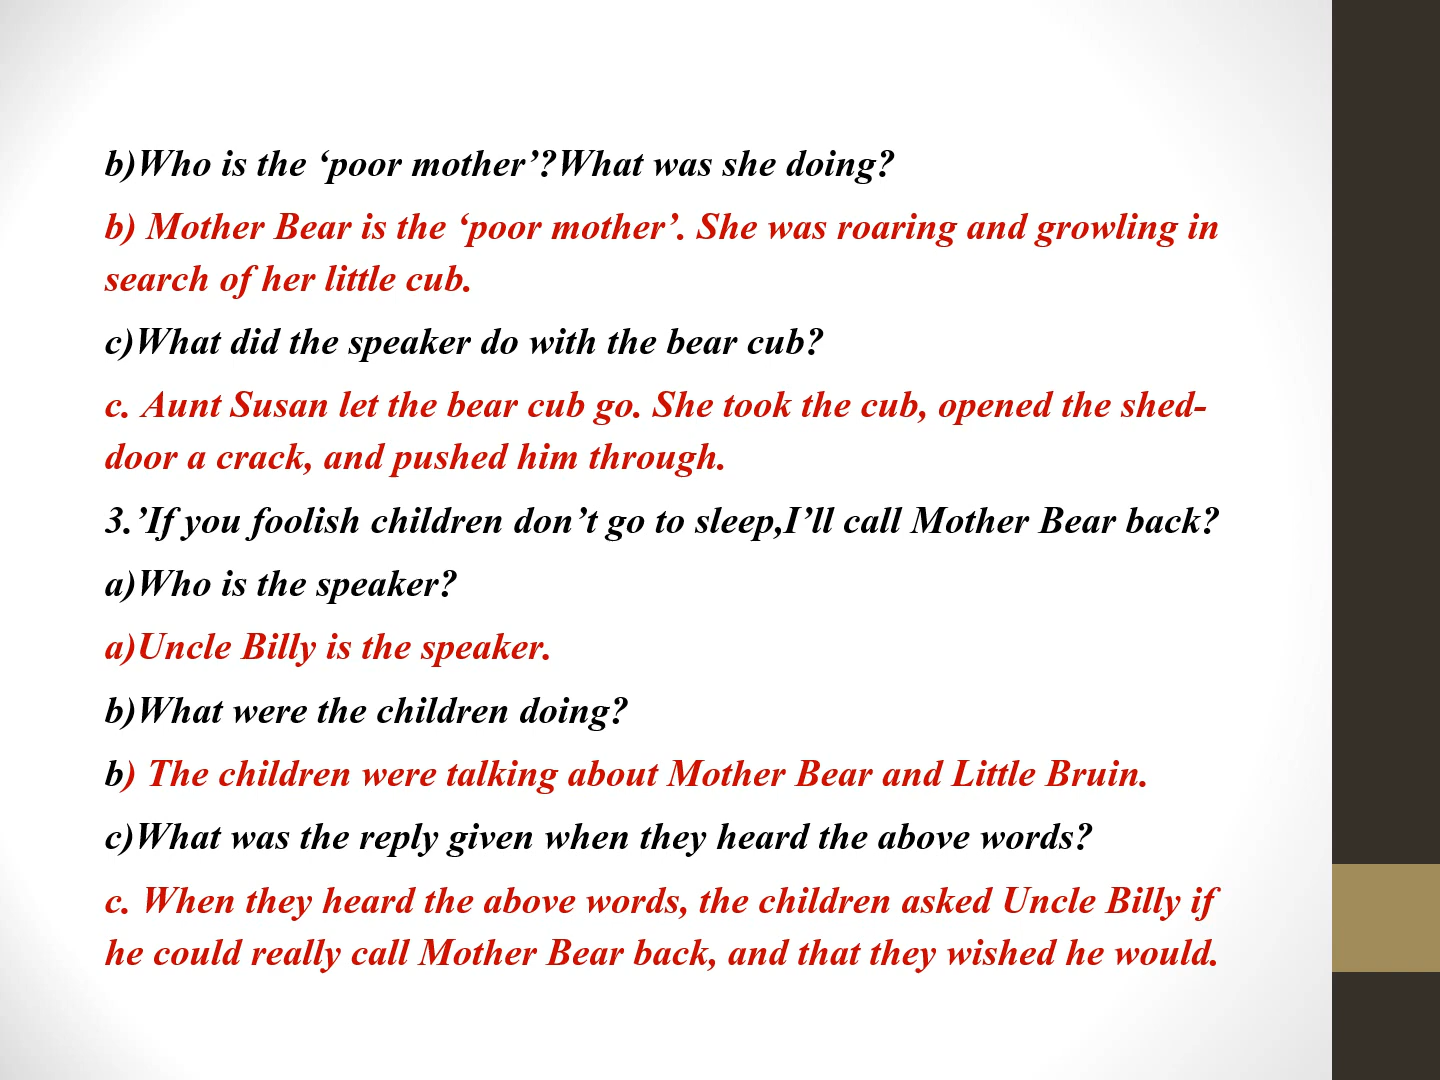 b)Who is the ‘poor mother’?What was she doing?
b) Mother Bear is the ‘poor mother’. She was roaring and growling in
search of her little cub.
c)What did the speaker do with the bear cub?
c. Aunt Susan let the bear cub go. She took the cub, opened the shed-
door a crack, and pushed him through.
3.’If you foolish children don’t go to sleep,I’ll call Mother Bear back?
a)Who is the speaker?
a)Uncle Billy is the speaker.
b)What were the children doing?
b) The children were talking about Mother Bear and Little Bruin.
c)What was the reply given when they heard the above words?
c. When they heard the above words, the children asked Uncle Billy if
he could really call Mother Bear back, and that they wished he would.